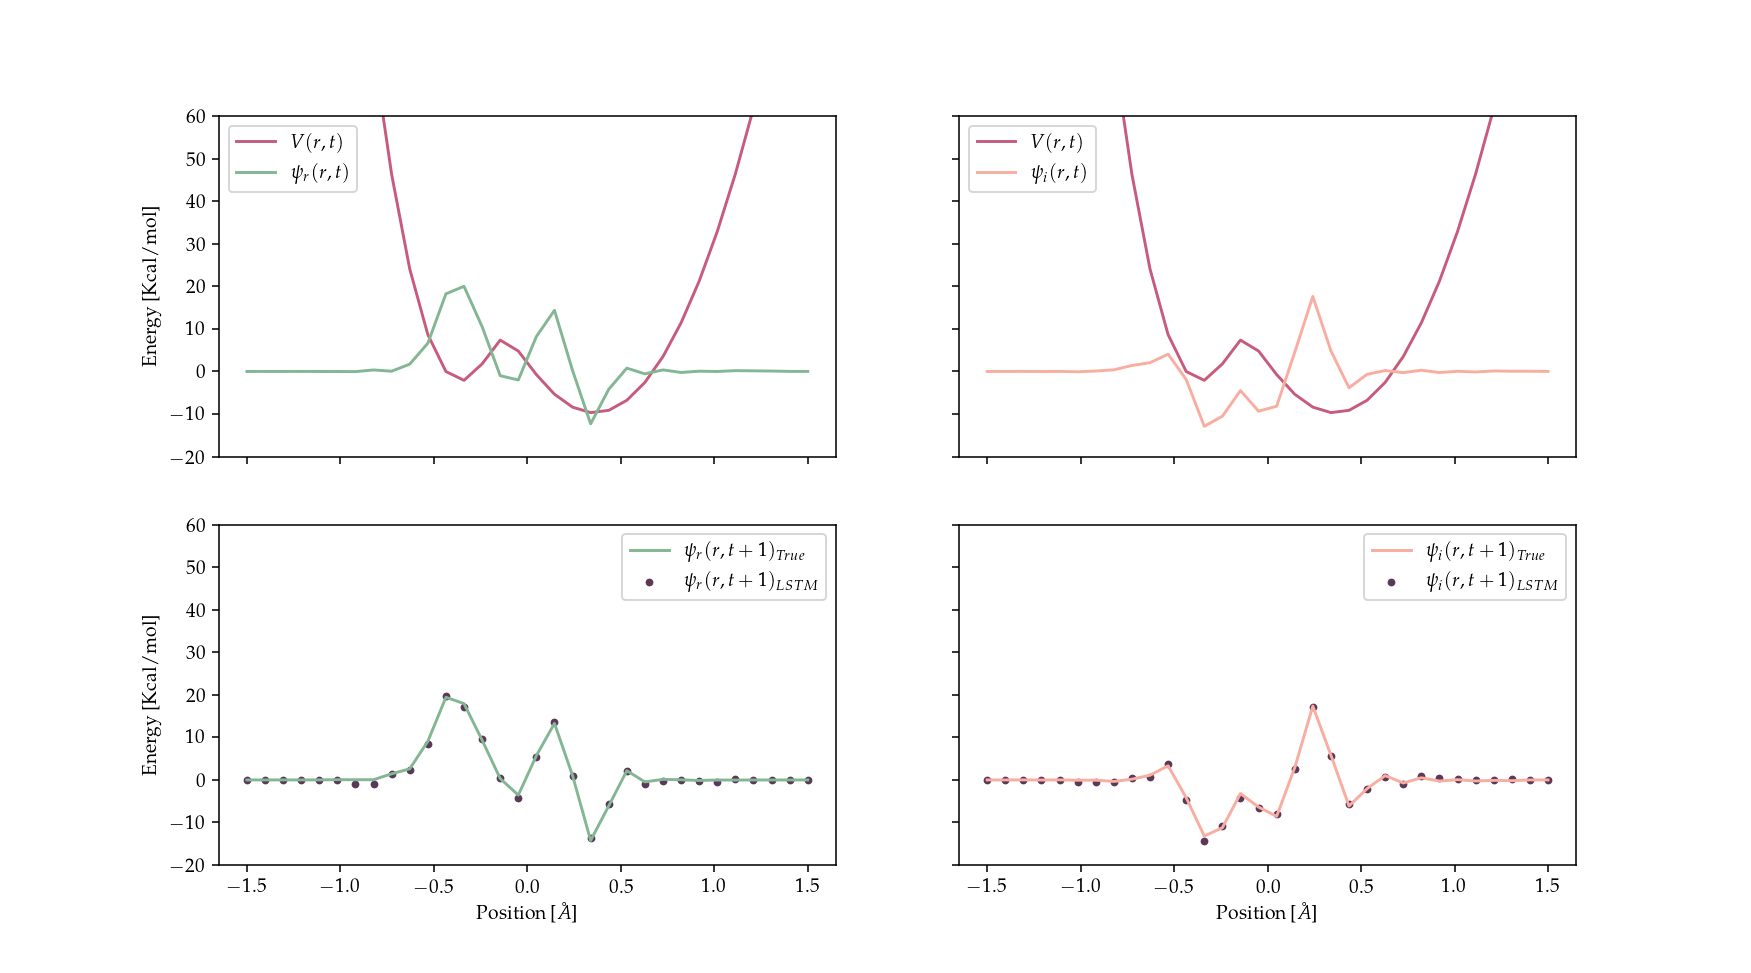 60
50
40
30
20
10
0
−10
−20
Energy [Kcal/mol]
V(r, t)
ψr(r, t)
V(r, t)
ψi(r, t)
60
50
40
30
20
10
0
−10
−20
Energy [Kcal/mol]
ψr(r, t + 1)True
ψr(r, t + 1)LSTM
−1.5 −1.0 −0.5 0.0 0.5 1.0 1.5
Position [Å]
ψi(r, t + 1)True
ψi(r, t + 1)LSTM
−1.5 −1.0 −0.5 0.0 0.5 1.0 1.5
Position [Å]